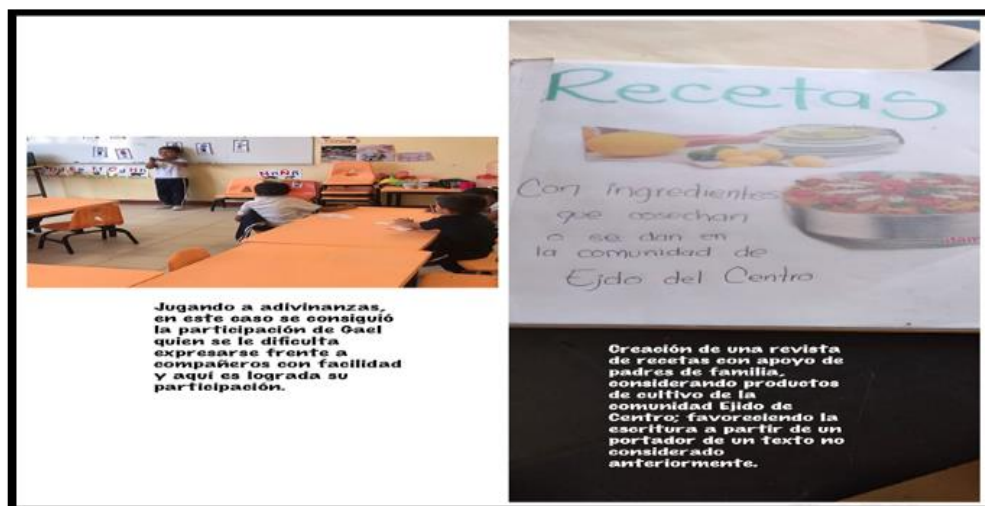 Jugando a adivinanzas,
en este caso se consiguió
la participación de Gael
quien se le dificulta
expresarse frente a
compañeros con facilidad
y aquí es lograda su
participación.
Recetas
Con ingredientes
que cosechan
o se dan en
la comunidad de
Ejido del Centro
Creación de una revista
de recetas con apoyo de
padres de familia,
considerando productos
de cultivo de la
comunidad Ejido de
Centro; favoreciendo la
escritura a partir de un
portador de un texto no
considerado
anteriormente.